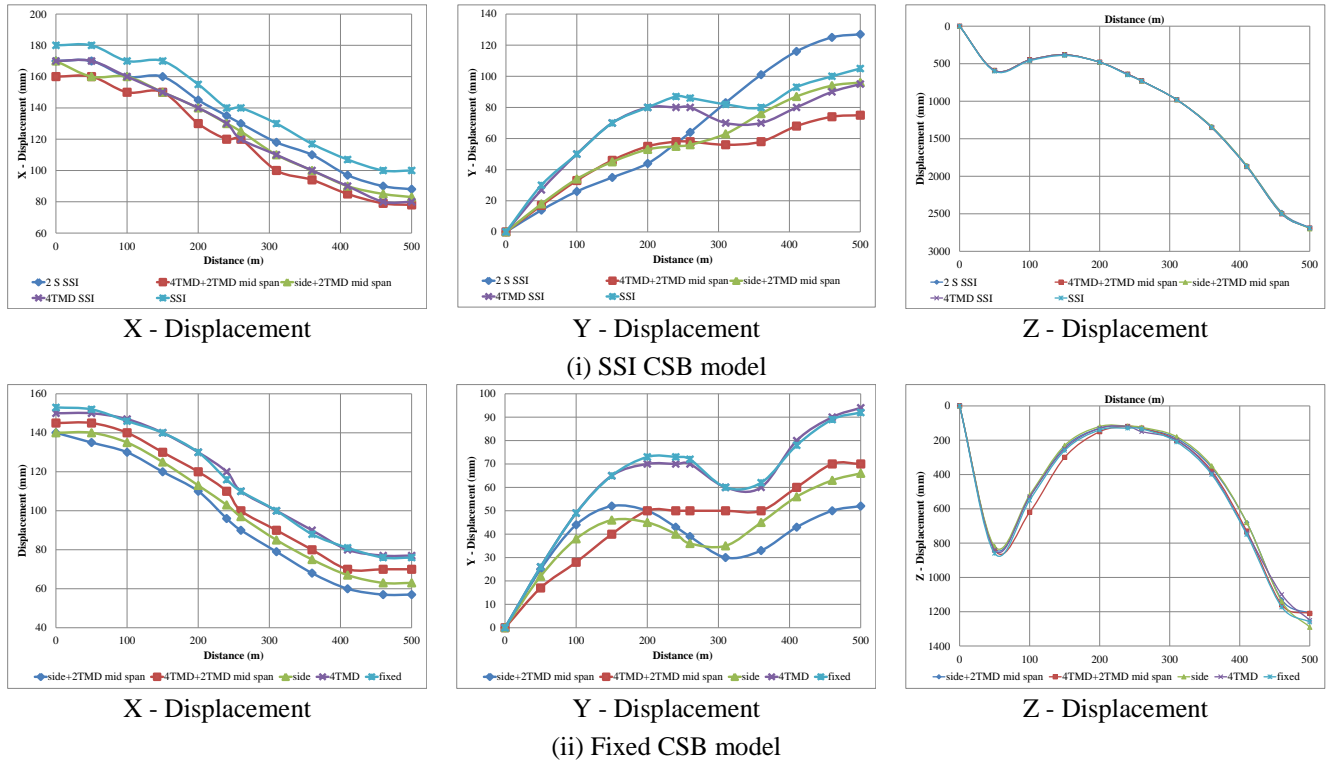 200
180
160
140
120
100
80
60
X - Displacement (mm)
0 100 200 300 400 500
Distance (m)
2 S SSI 4TMD+2TMD mid span side+2TMD mid span
4TMD SSI SSI
X - Displacement
140
120
100
80
60
40
20
0
Y - Displacement (mm)
0 100 200 300 400 500
Distance (m)
2 S SSI 4TMD+2TMD mid span side+2TMD mid span
4TMD SSI SSI
Y - Displacement
Distance (m)
0 100 200 300 400 500
0
500
1000
1500
2000
2500
3000
Displacement (mm)
2 S SSI 4TMD+2TMD mid span side+2TMD mid span
4TMD SSI SSI
Z - Displacement
(i) SSI CSB model
160
140
120
100
80
60
40
Displacement (mm)
0 100 200 300 400 500
Distance (m)
side+2TMD mid span 4TMD+2TMD mid span side 4TMD fixed
X - Displacement
100
90
80
70
60
50
40
30
20
10
0
Y - Displacement (mm)
0 100 200 300 400 500
Distance (m)
side+2TMD mid span 4TMD+2TMD mid span side 4TMD fixed
Y - Displacement
Distance (m)
0 100 200 300 400 500
0
200
400
600
800
1000
1200
1400
Z - Displacement (mm)
side+2TMD mid span 4TMD+2TMD mid span side 4TMD fixed
Z - Displacement
(ii) Fixed CSB model